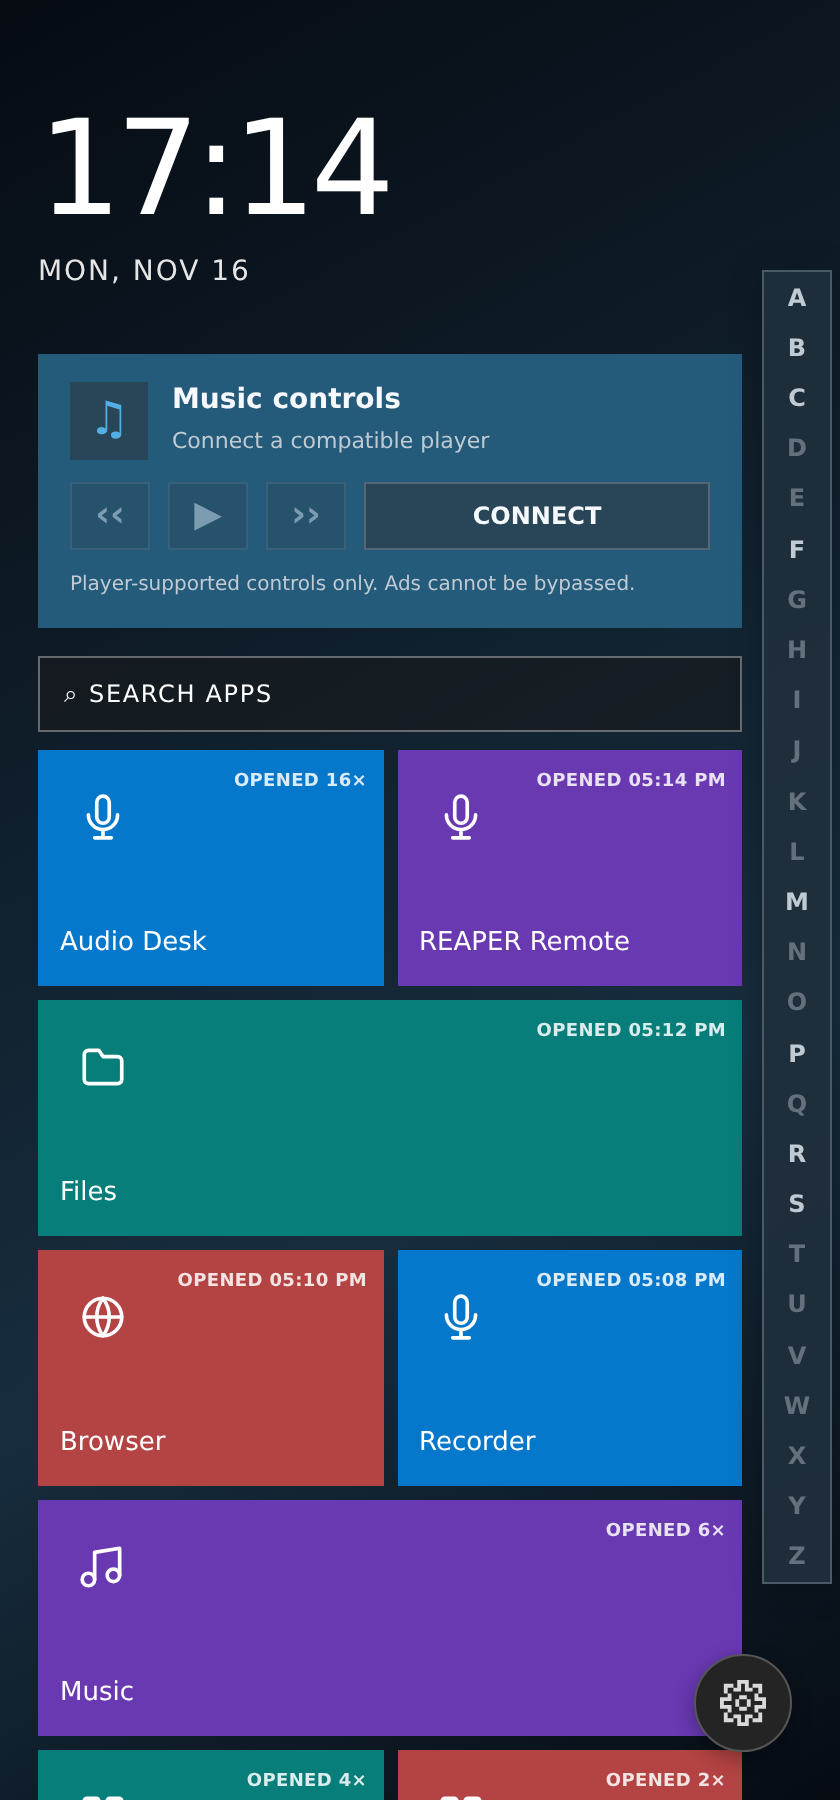 17:14
MON, NOV 16
Music controls
Connect a compatible player
CONNECT
Player-supported controls only. Ads cannot be bypassed.
SEARCH APPS
OPENED 16×
Audio Desk
OPENED 05:14 PM
REAPER Remote
OPENED 05:12 PM
Files
OPENED 05:10 PM
Browser
OPENED 05:08 PM
Recorder
OPENED 6×
Music
OPENED 4×
OPENED 2×
A
B
C
D
E
F
G
H
I
J
K
L
M
N
O
P
Q
R
S
T
U
V
W
X
Y
Z